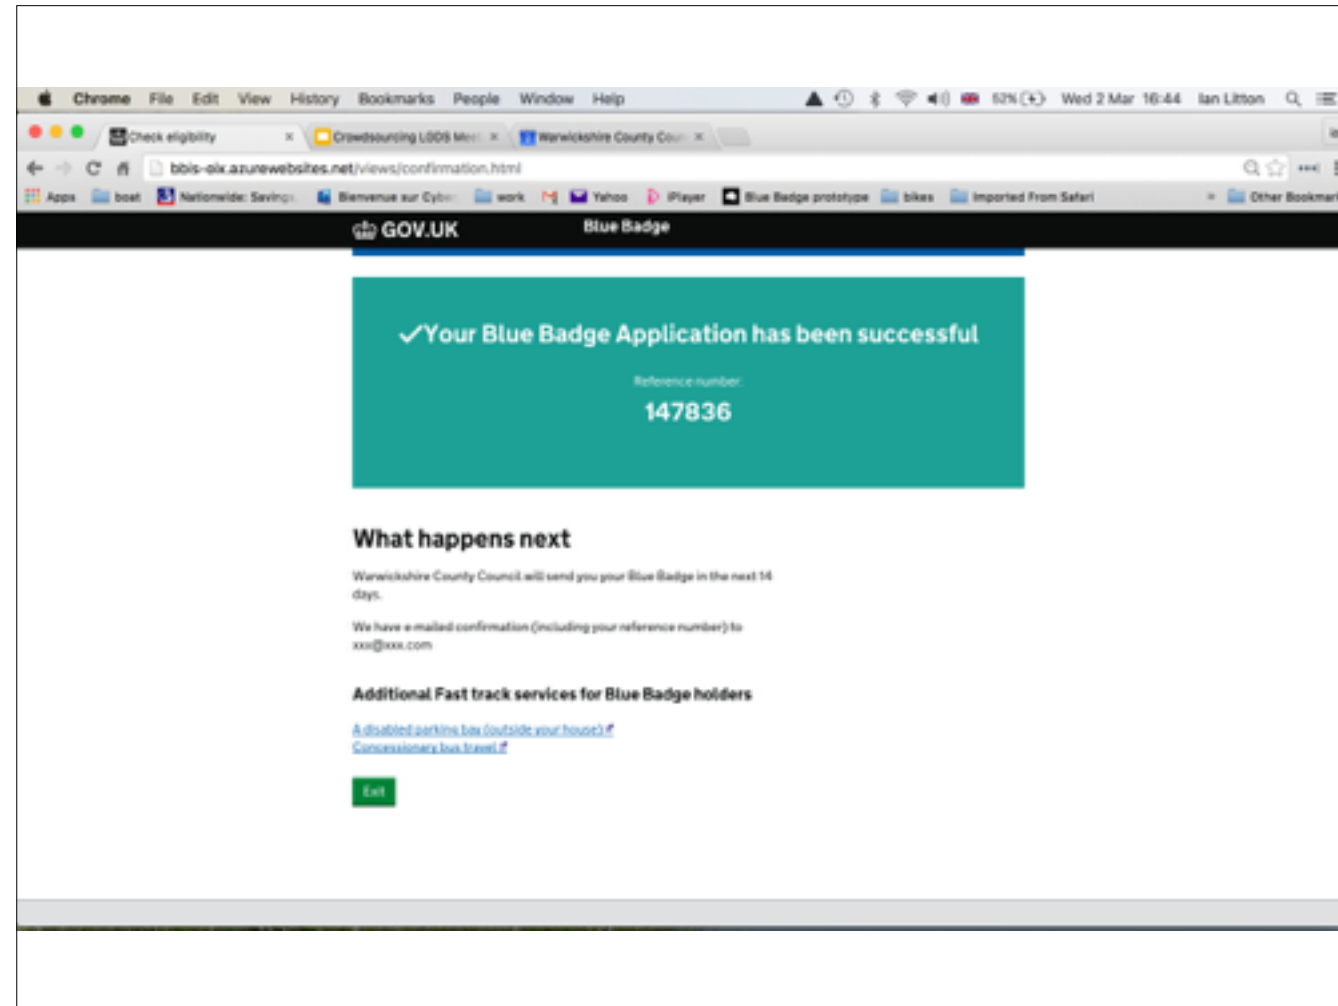 Chrome File Edit View History Bookmarks People Window Help 52% Wed 2 Mar 16:44 Ian Litton
Check eligibility Crowdsourcing LGDS Meet Warwickshire County Coun
bbis-oix.azurewebsites.net/views/confirmation.html
Apps boat Nationwide: Savings Bienvenue sur Cyber work Yahoo iPlayer Blue Badge prototype bikes Imported From Safari » Other Bookmar
GOV.UK Blue Badge
✓Your Blue Badge Application has been successful
Reference number:
147836
What happens next
Warwickshire County Council will send you your Blue Badge in the next 14
days.
We have e-mailed confirmation (including your reference number) to
xxx@xxx.com
Additional Fast track services for Blue Badge holders
A disabled parking bay (outside your house)
Concessionary bus travel
Exit